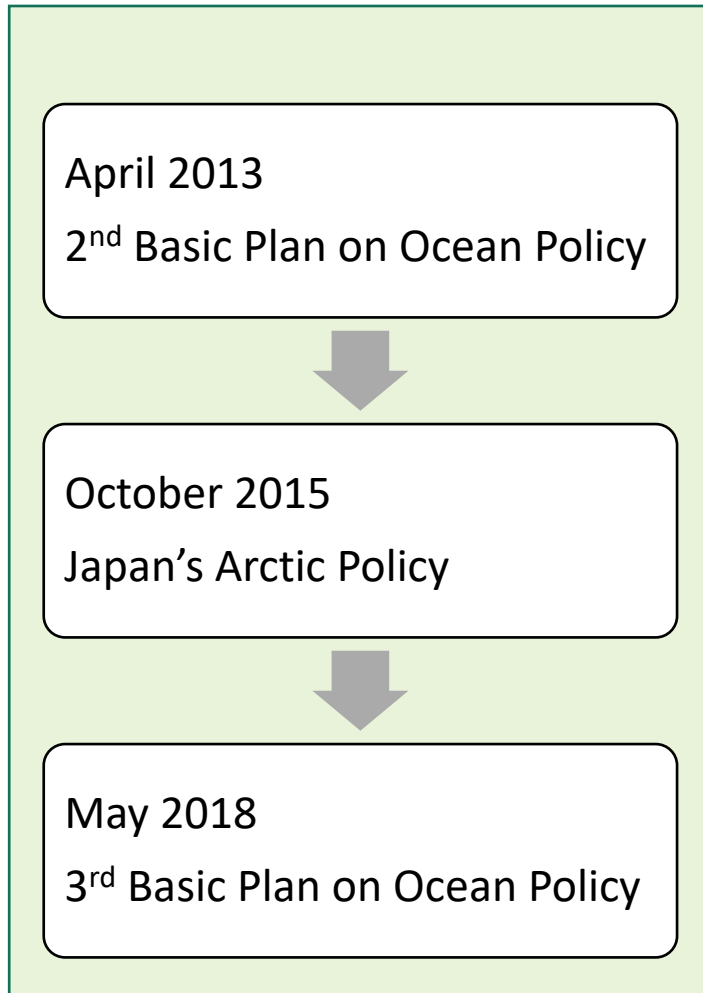 April 2013
2nd Basic Plan on Ocean Policy
October 2015
Japan’s Arctic Policy
May 2018
3rd Basic Plan on Ocean Policy